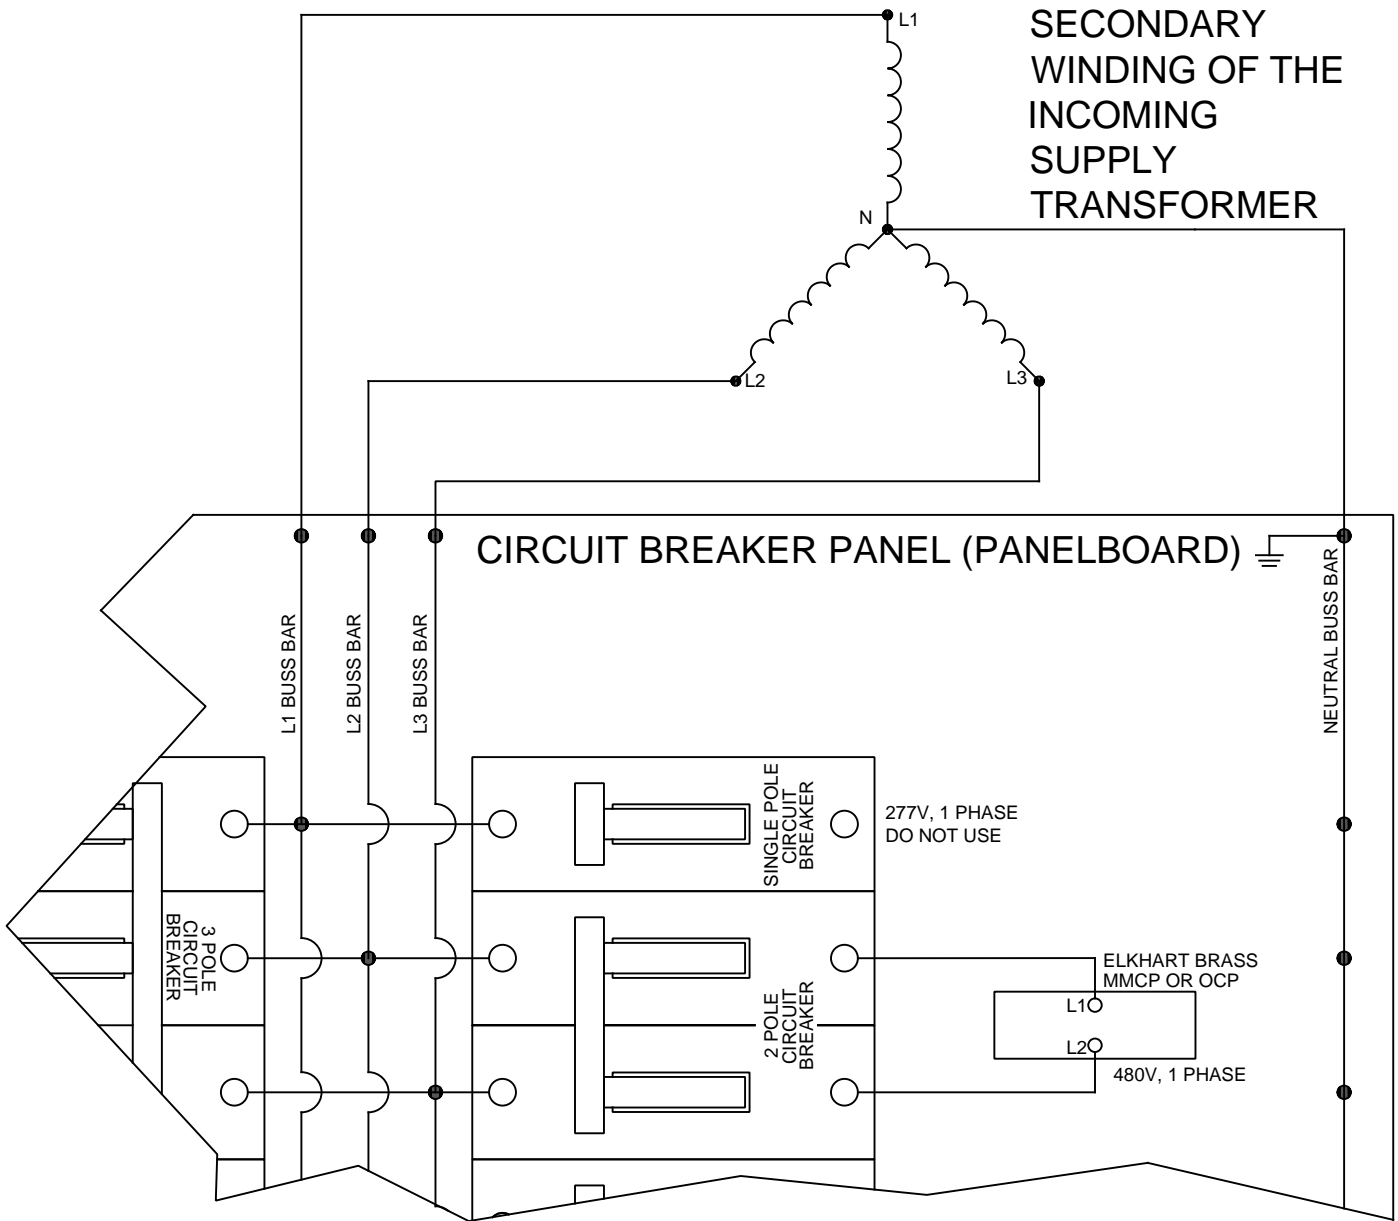 L1
SECONDARY
WINDING OF THE
INCOMING
SUPPLY
TRANSFORMER
N
L2
L3
CIRCUIT BREAKER PANEL (PANELBOARD)
L1 BUSS BAR
L2 BUSS BAR
L3 BUSS BAR
NEUTRAL BUSS BAR
SINGLE POLE
CIRCUIT
BREAKER
277V, 1 PHASE
DO NOT USE
3 POLE
CIRCUIT
BREAKER
2 POLE
CIRCUIT
BREAKER
ELKHART BRASS
MMCP OR OCP
L1
L2
480V, 1 PHASE